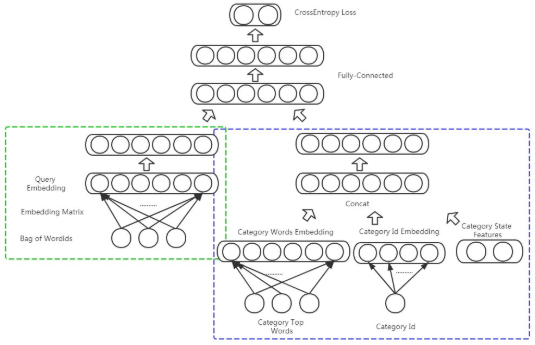 CrossEntropy Loss
Fully-Connected
Query
Embedding
Embedding Matrix
Bag of WordIds
.........
Concat
Category Words Embedding
Category Id Embedding
Category State
Features
.........
.........
Category Top
Words
Category Id